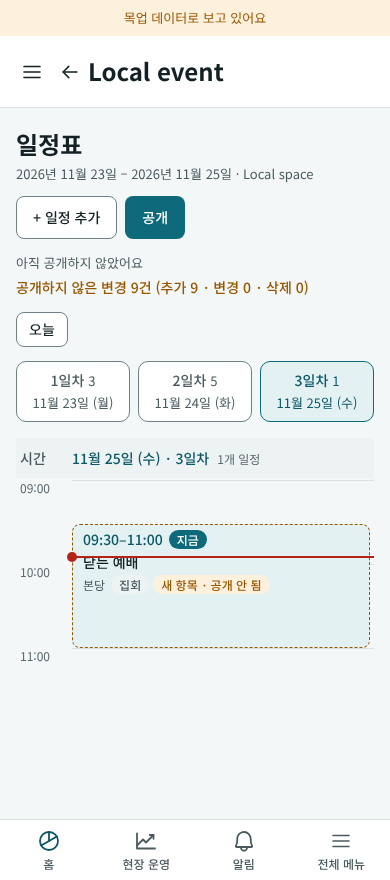 목업 데이터로 보고 있어요
Local event
일정표
2026년 11월 23일 – 2026년 11월 25일 · Local space
+ 일정 추가
공개
아직 공개하지 않았어요
공개하지 않은 변경 9건 (추가 9 · 변경 0 · 삭제 0)
오늘
1일차 3
11월 23일 (월)
2일차 5
11월 24일 (화)
3일차 1
11월 25일 (수)
시간
11월 25일 (수) · 3일차 1개 일정
09:00
09:30–11:00 지금
닫는 예배
10:00
본당 집회 새 항목 · 공개 안 됨
11:00
홈
현장 운영
알림
전체 메뉴